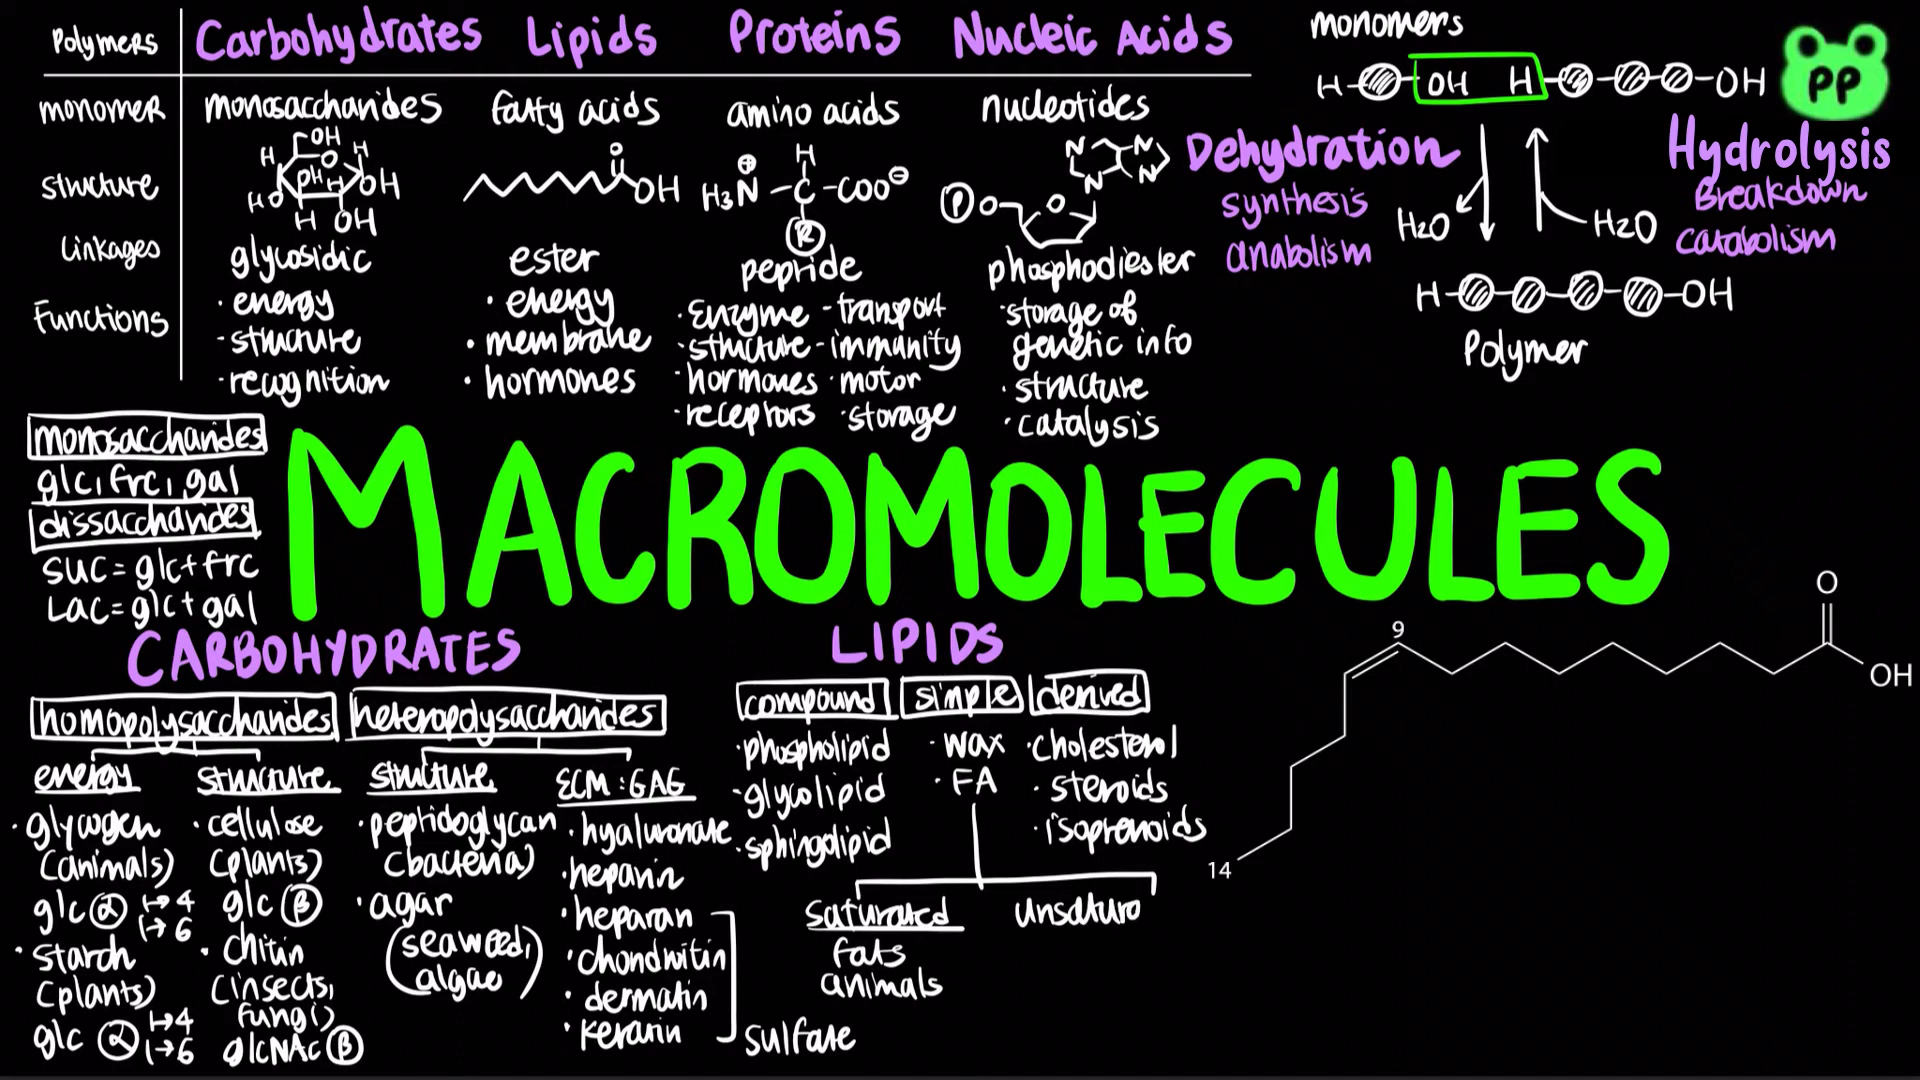 Polymers Carbohydrates Lipids Proteins Nucleic Acids
monomer monosaccharides fatty acids amino acids nucleotides
structure
H OH H
O
OH H
HO OH
H OH
O
OH
H
H₃N⊕ -C-COO⊖
R
N N
N N
P O O
Linkages glycosidic ester peptide phosphodiester
Functions
· energy
- structure
· recognition
· energy
· membrane
· hormones
· Enzyme - transport
· structure - immunity
· hormones · motor
· receptors · storage
· storage of
genetic info
· structure
· catalysis
monomers
H OH H OH
PP
Dehydration
synthesis
anabolism
H2O
H2O
Hydrolysis
Breakdown
catabolism
H OH
Polymer
monosaccharides
glc, frc, gal
dissaccharides
suc = glc + frc
Lac = glc + gal
MACROMOLECULES
CARBOHYDRATES
homopolysaccharides
energy
· glycogen
(animals)
glc α 1→4
1→6
· starch
(plants)
glc α 1→4
1→6
structure
· cellulose
(plants)
glc β
· chitin
(insects,
fungi)
glcNAc β
heteropolysaccharides
structure
· peptidoglycan
(bacteria)
· agar
(seaweed,
algae)
ECM : GAG
· hyaluronate
· heparin
· heparan
· chondroitin
· dermatin
· keratin
sulfate
LIPIDS
compound
· phospholipid
· glycolipid
· sphingolipid
simple
· wax
· FA
derived
· cholesterol
· steroids
· isoprenoids
saturated
fats
animals
unsaturo
9
O
OH
14